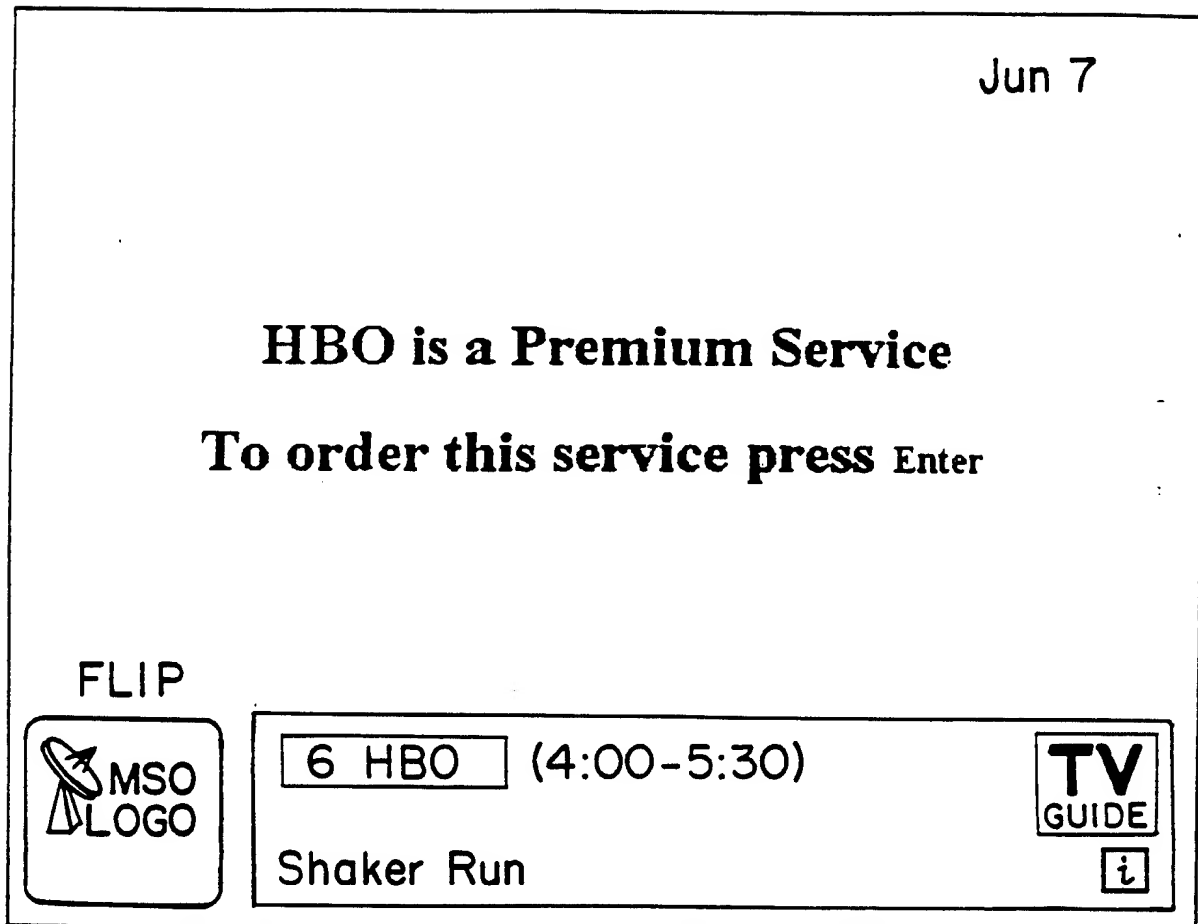 Jun 7
HBO is a Premium Service
To order this service press Enter
FLIP
MSO
LOGO
6 HBO (4:00-5:30)
TV
GUIDE
Shaker Run
i